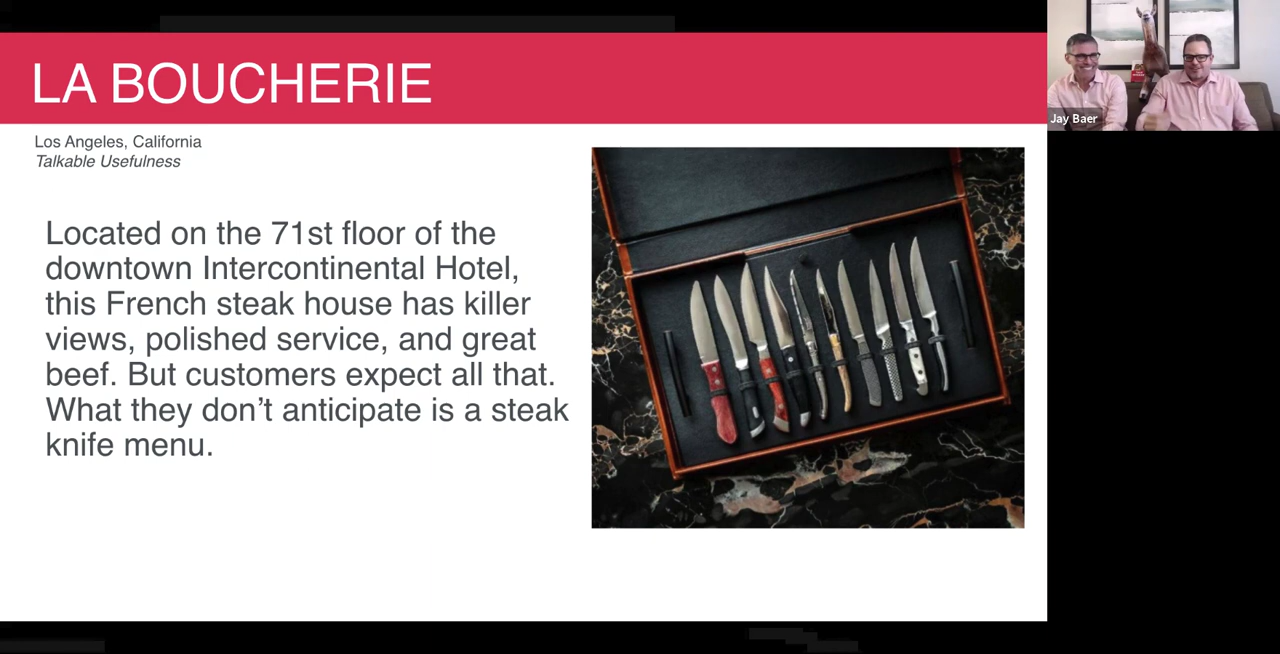 LA BOUCHERIE
Los Angeles, California
Talkable Usefulness
Located on the 71st floor of the
downtown Intercontinental Hotel,
this French steak house has killer
views, polished service, and great
beef. But customers expect all that.
What they don’t anticipate is a steak
knife menu.
Jay Baer